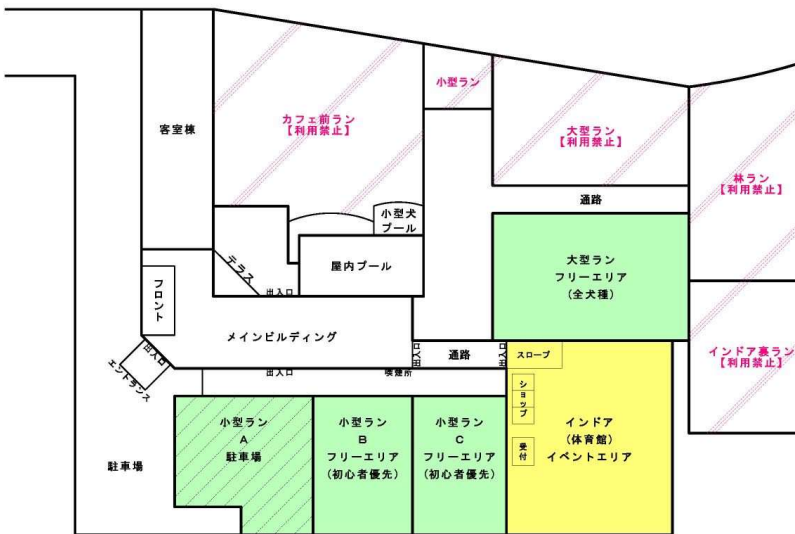 客室棟
カフェ前ラン
【利用禁止】
小型ラン
大型ラン
【利用禁止】
林ラン
【利用禁止】
通路
小型犬
プール
テラス
屋内プール
出入口
大型ラン
フリーエリア
(全犬種)
フロント
メインビルディング
出入口
エントランス
出入口
通路
出入口
スロープ
インドア裏ラン
【利用禁止】
出入口
喫煙所
ショップ
受付
インドア
(体育館)
イベントエリア
小型ラン
A
駐車場
小型ラン
B
フリーエリア
(初心者優先)
小型ラン
C
フリーエリア
(初心者優先)
駐車場